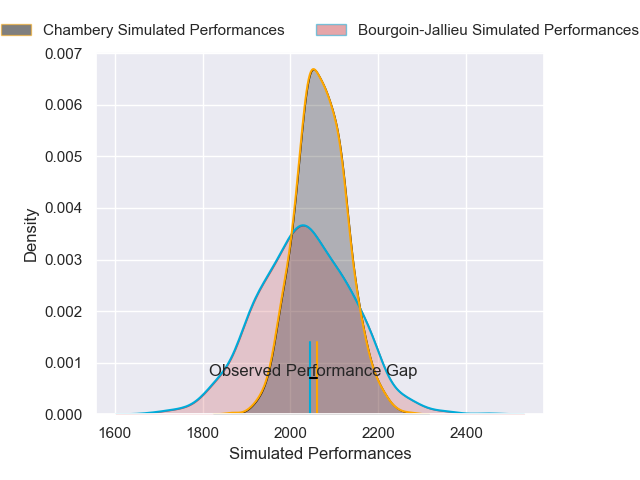 Chambery Simulated Performances Bourgoin-Jallieu Simulated Performances
0.007
0.006
0.005
0.004
0.003
0.002
0.001
0.000
Density
Observed Performance Gap
1600 1800 2000 2200 2400
Simulated Performances